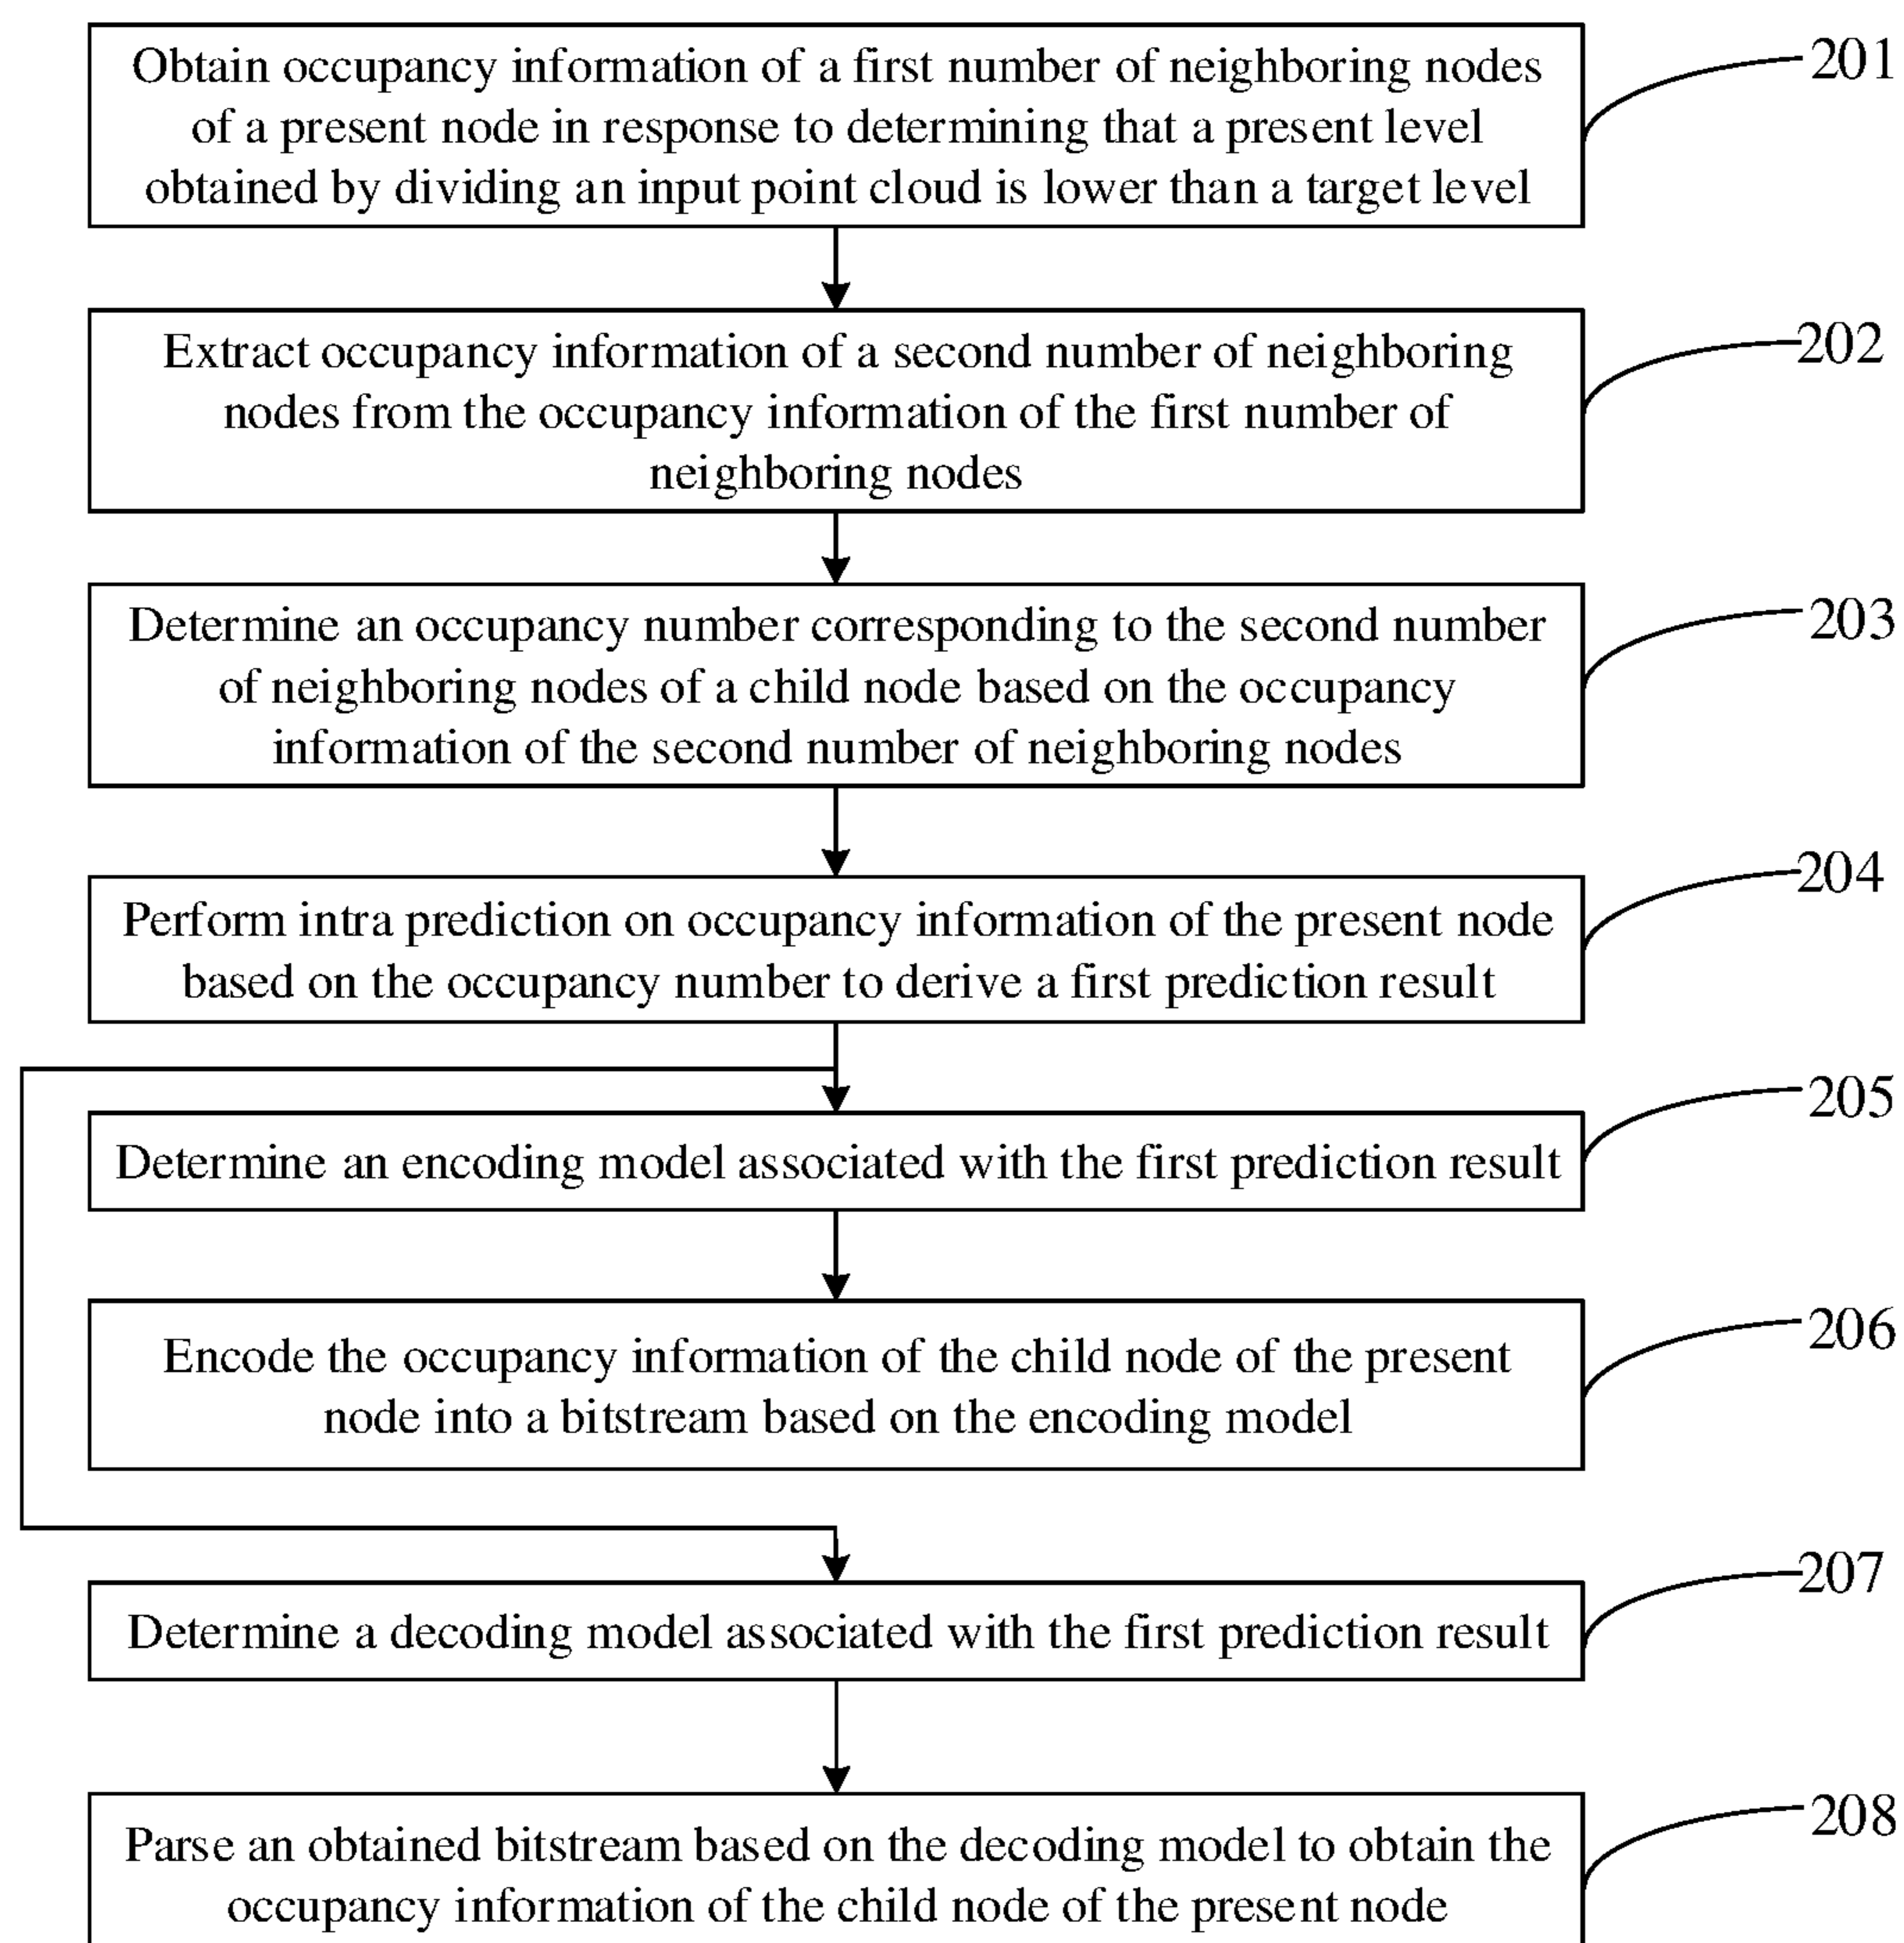 Obtain occupancy information of a first number of neighboring nodes
of a present node in response to determining that a present level
obtained by dividing an input point cloud is lower than a target level
201
Extract occupancy information of a second number of neighboring
nodes from the occupancy information of the first number of
neighboring nodes
202
Determine an occupancy number corresponding to the second number
of neighboring nodes of a child node based on the occupancy
information of the second number of neighboring nodes
203
Perform intra prediction on occupancy information of the present node
based on the occupancy number to derive a first prediction result
204
Determine an encoding model associated with the first prediction result
205
Encode the occupancy information of the child node of the present
node into a bitstream based on the encoding model
206
Determine a decoding model associated with the first prediction result
207
Parse an obtained bitstream based on the decoding model to obtain the
occupancy information of the child node of the present node
208